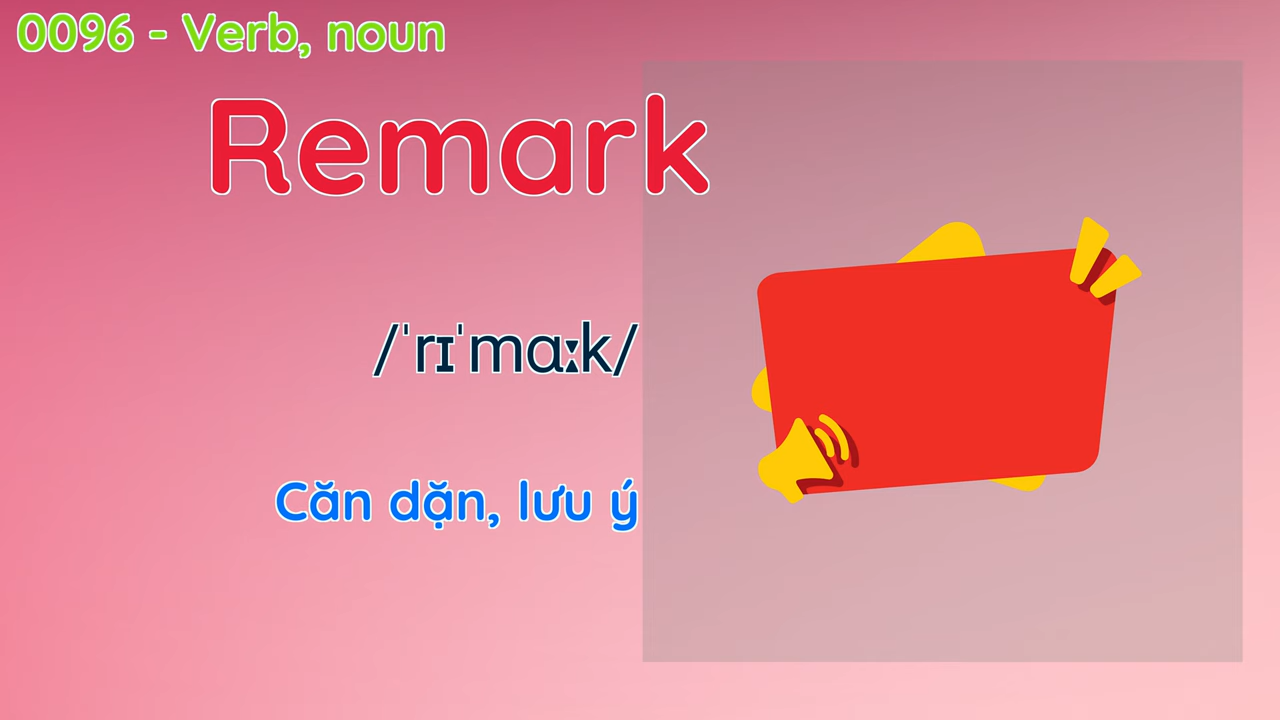 0096 - Verb, noun
Remark
/ˈrɪˈmɑːk/
Căn dặn, lưu ý